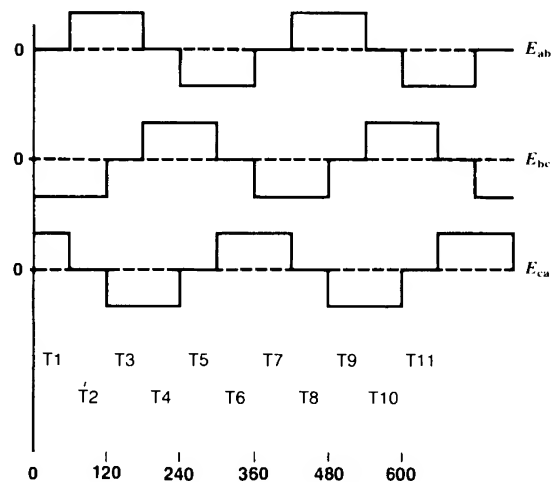 0 E_ab
0 E_bc
0 E_ca
T1 T3 T5 T7 T9 T11
T2 T4 T6 T8 T10
0 120 240 360 480 600